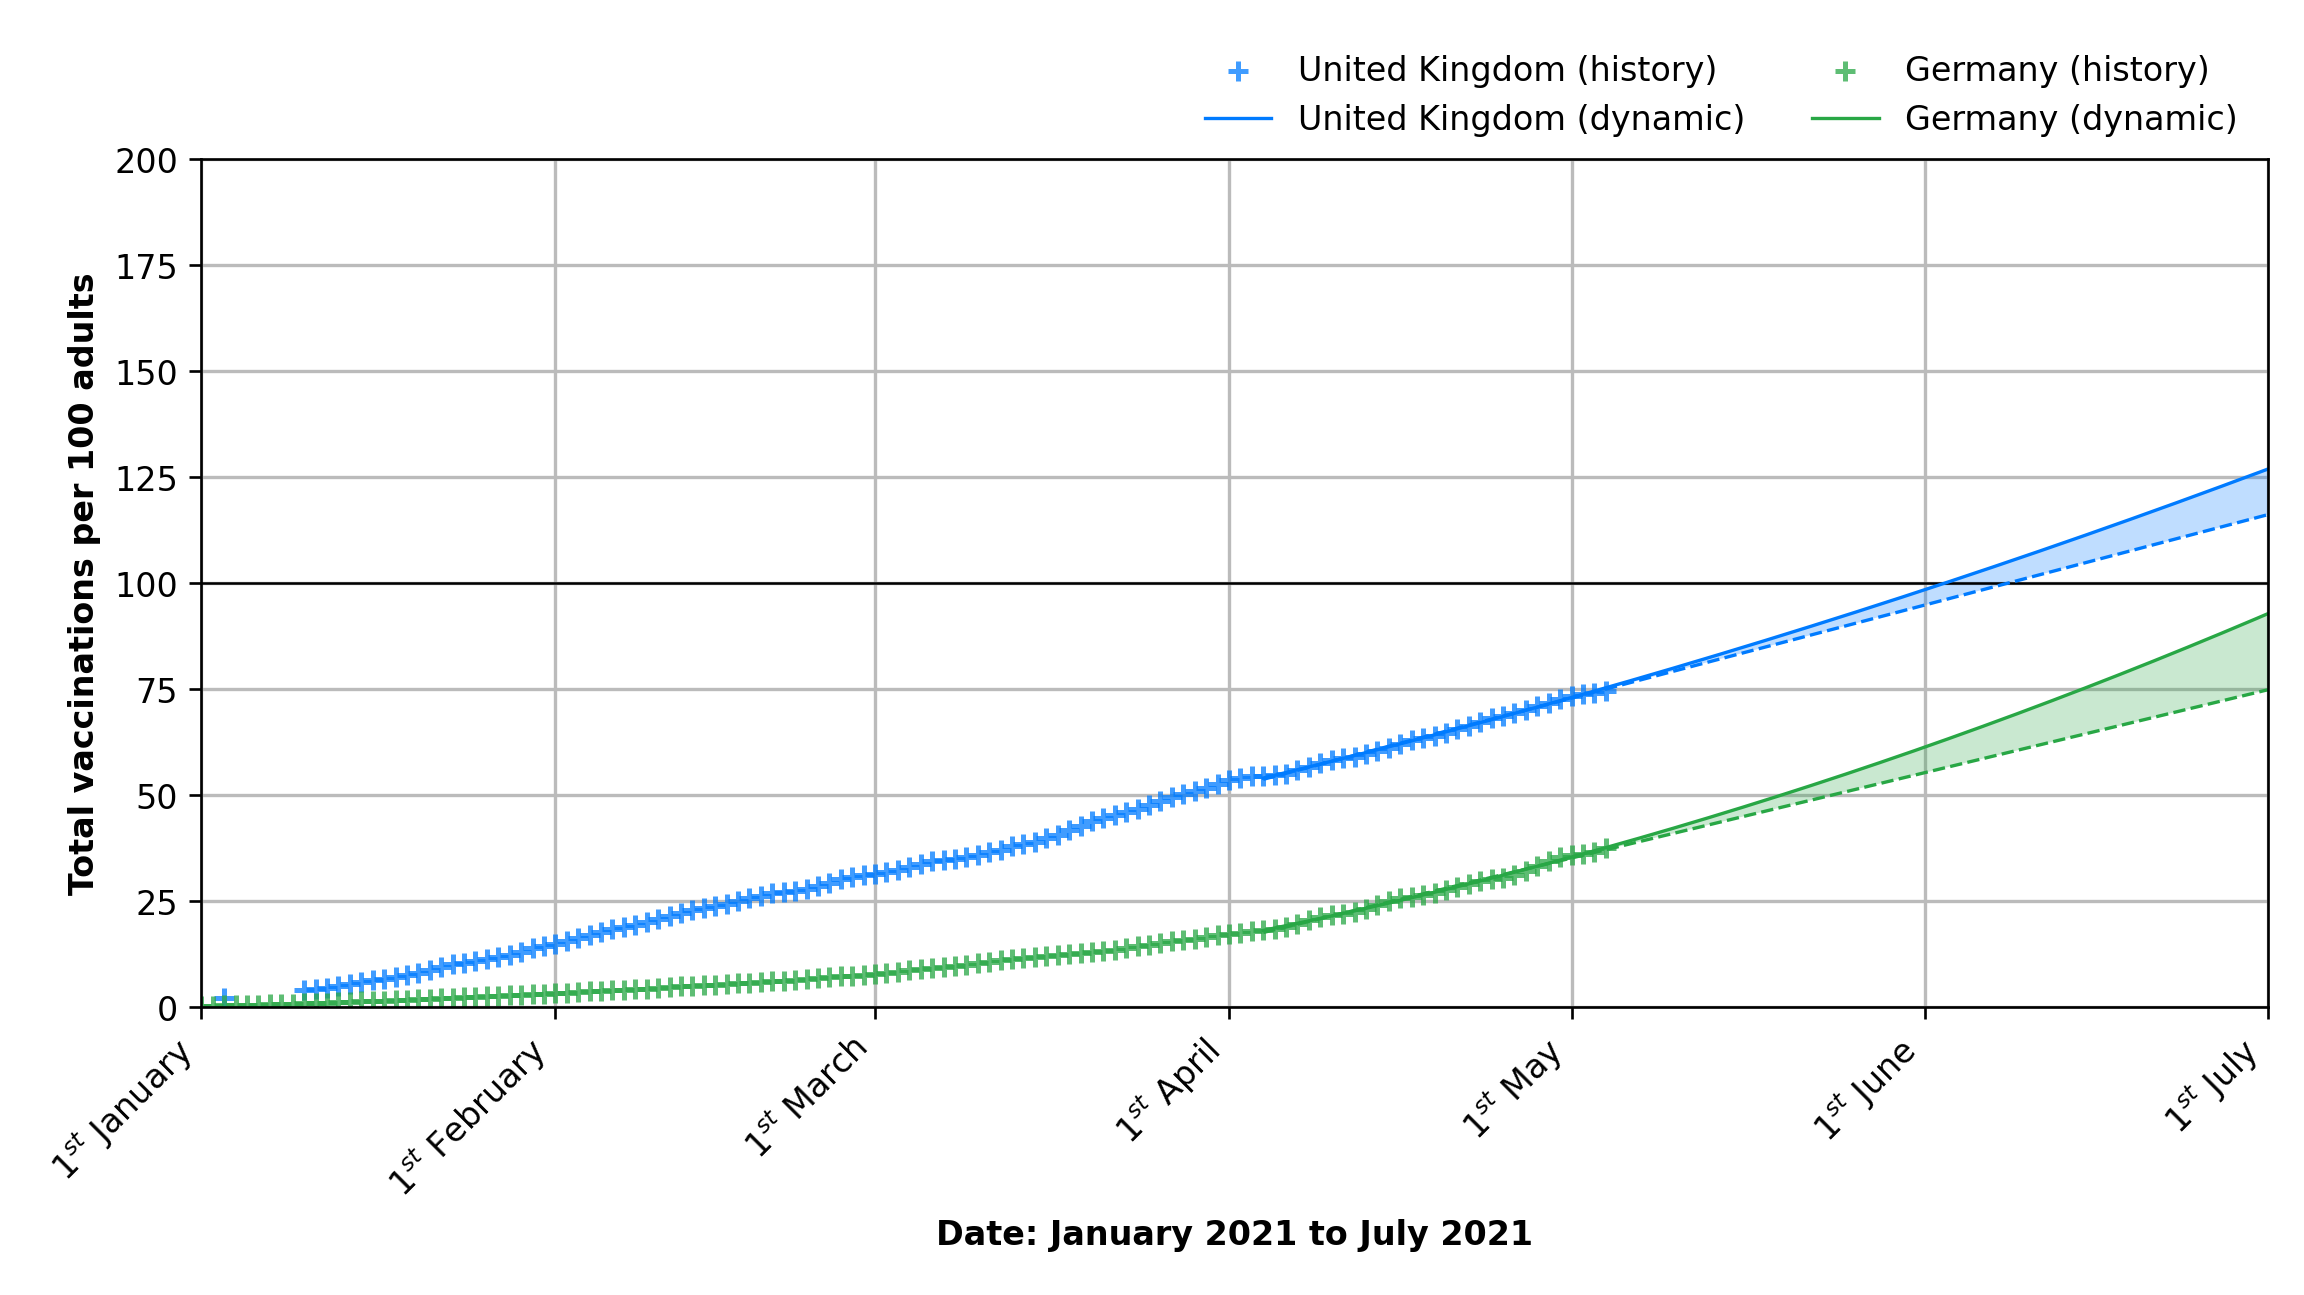 United Kingdom (history)
United Kingdom (dynamic)
Germany (history)
Germany (dynamic)
Total vaccinations per 100 adults
200
175
150
125
100
75
50
25
0
1st January
1st February
1st March
1st April
1st May
1st June
1st July
Date: January 2021 to July 2021